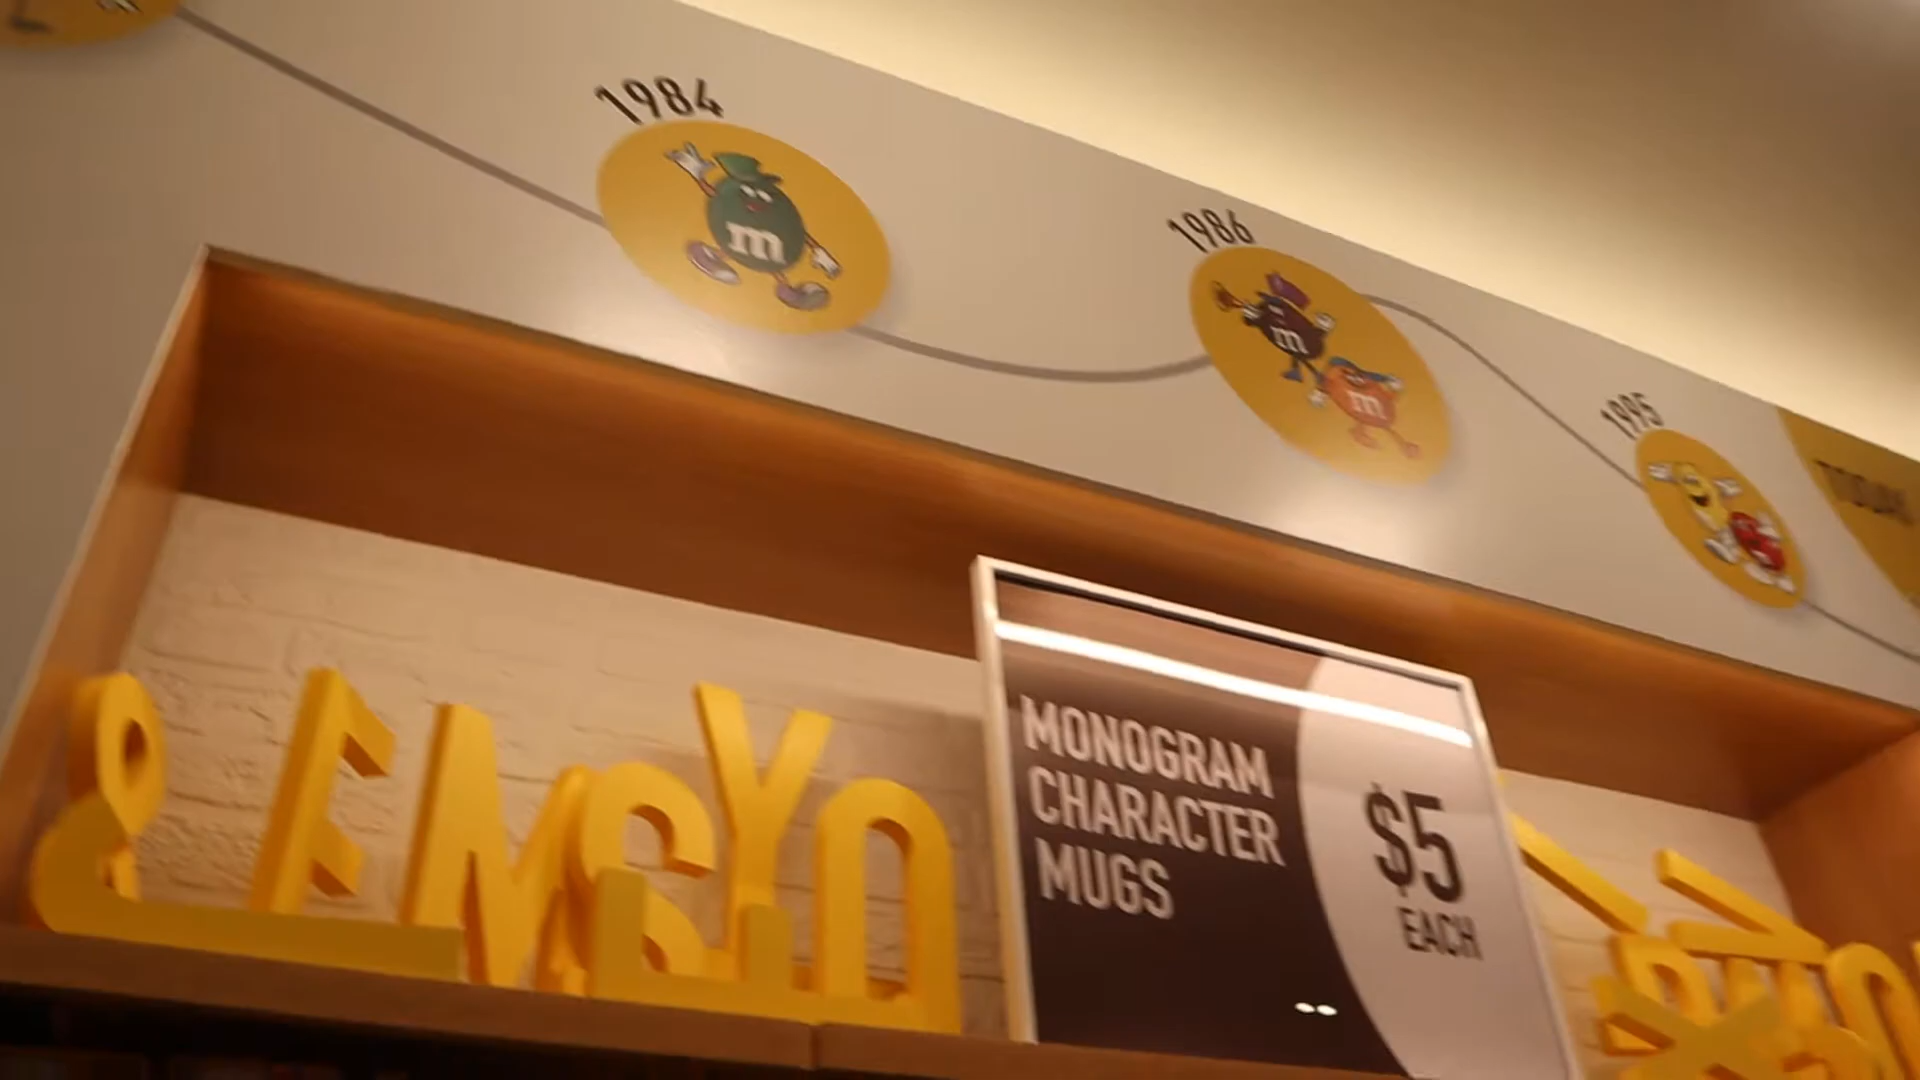 1984
m
1986
m
m
1995
TODAY
MONOGRAM
CHARACTER
MUGS
$5
EACH